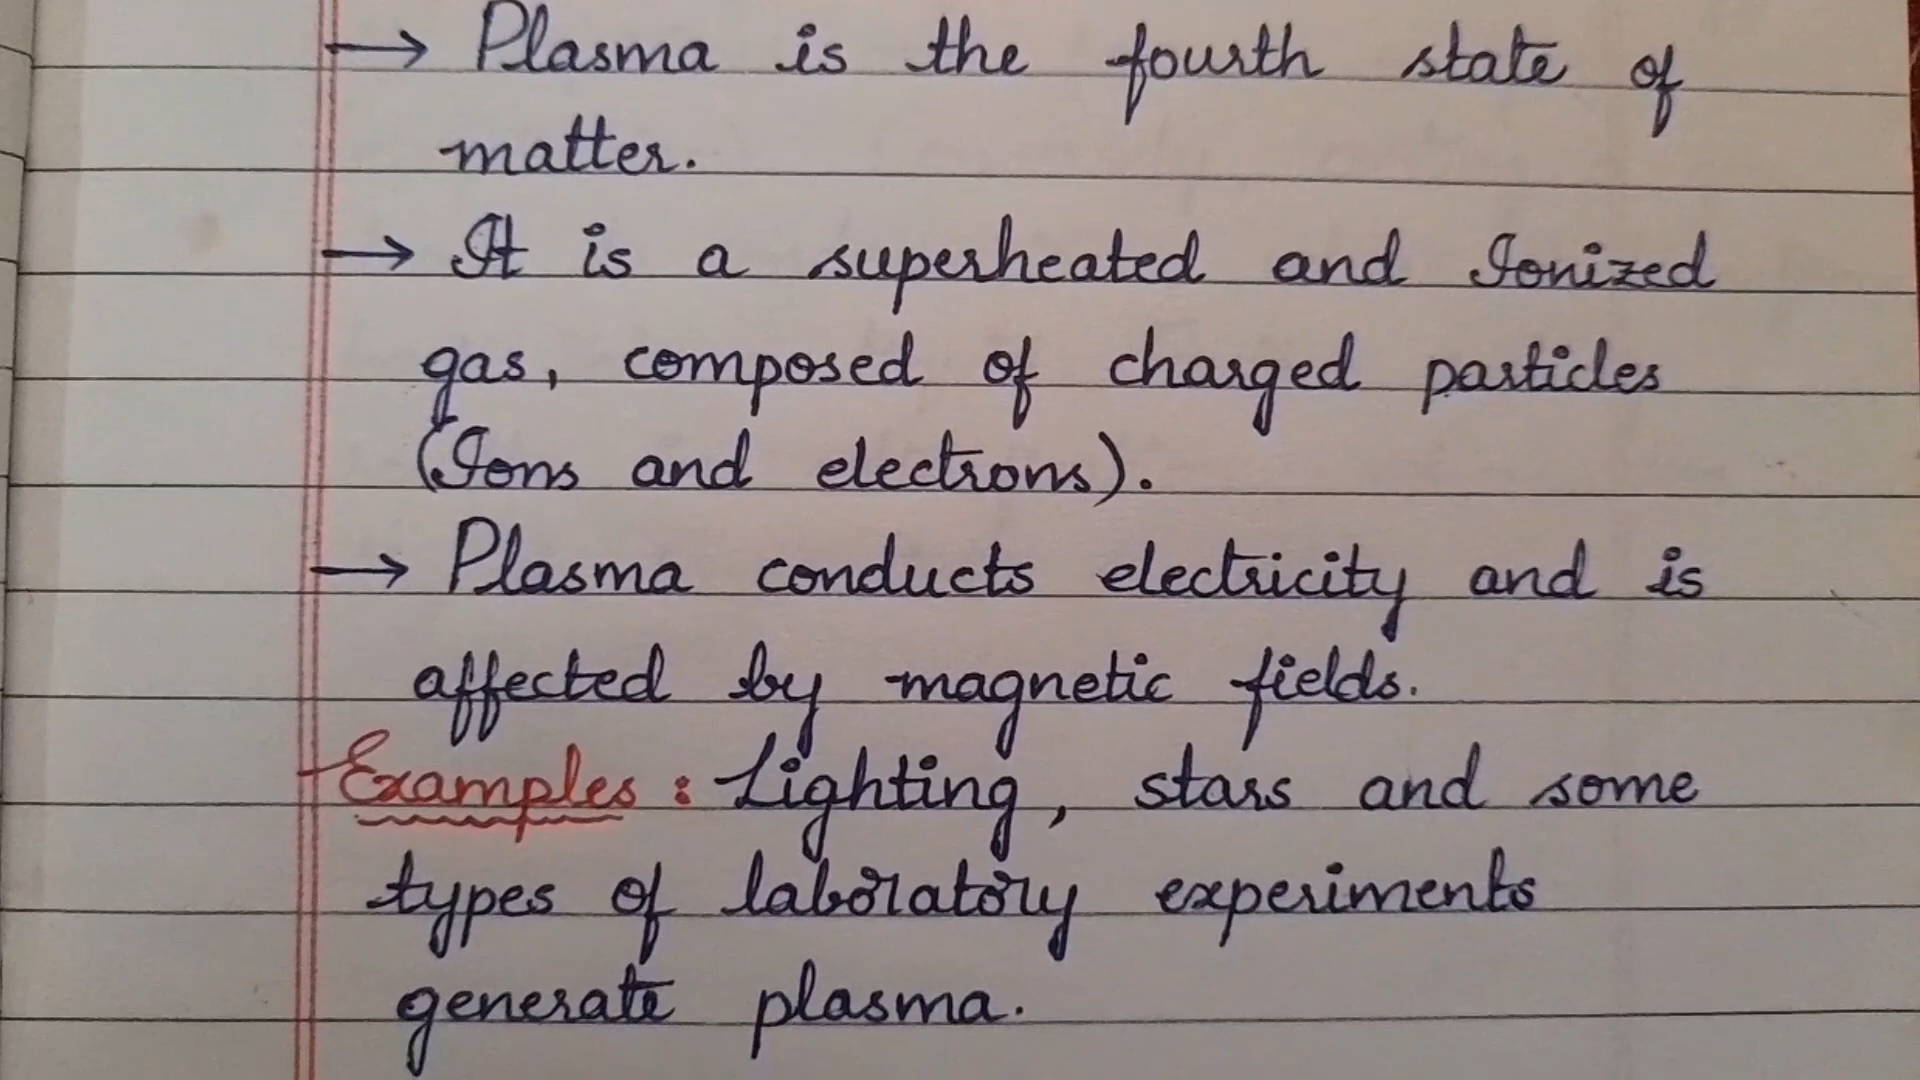 → Plasma is the fourth state of
matter.
→ It is a superheated and Ionized
gas, composed of charged particles
(Ions and electrons).
→ Plasma conducts electricity and is
affected by magnetic fields.
Examples : Lighting, stars and some
types of laboratory experiments
generate plasma.